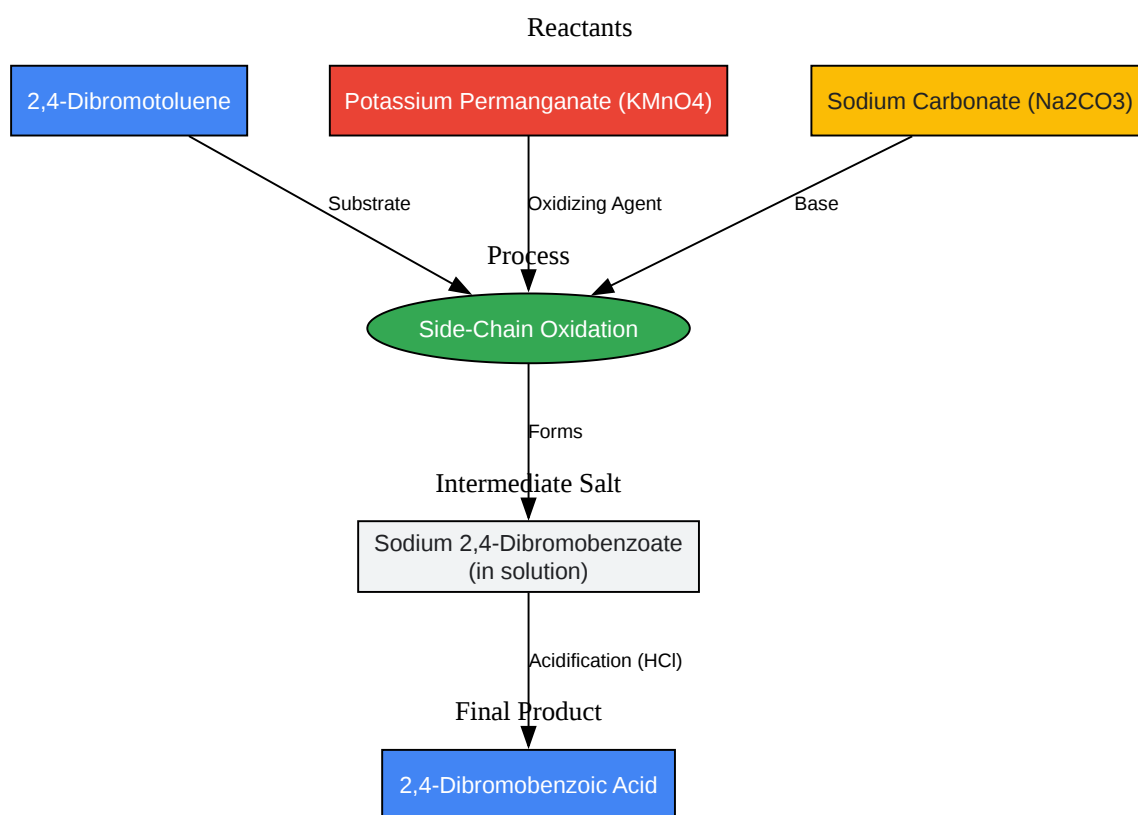 Reactants
2,4-Dibromotoluene
Potassium Permanganate (KMnO4)
Sodium Carbonate (Na2CO3)
Substrate
Oxidizing Agent
Base
Process
Side-Chain Oxidation
Forms
Intermediate Salt
Sodium 2,4-Dibromobenzoate
(in solution)
Acidification (HCl)
Final Product
2,4-Dibromobenzoic Acid